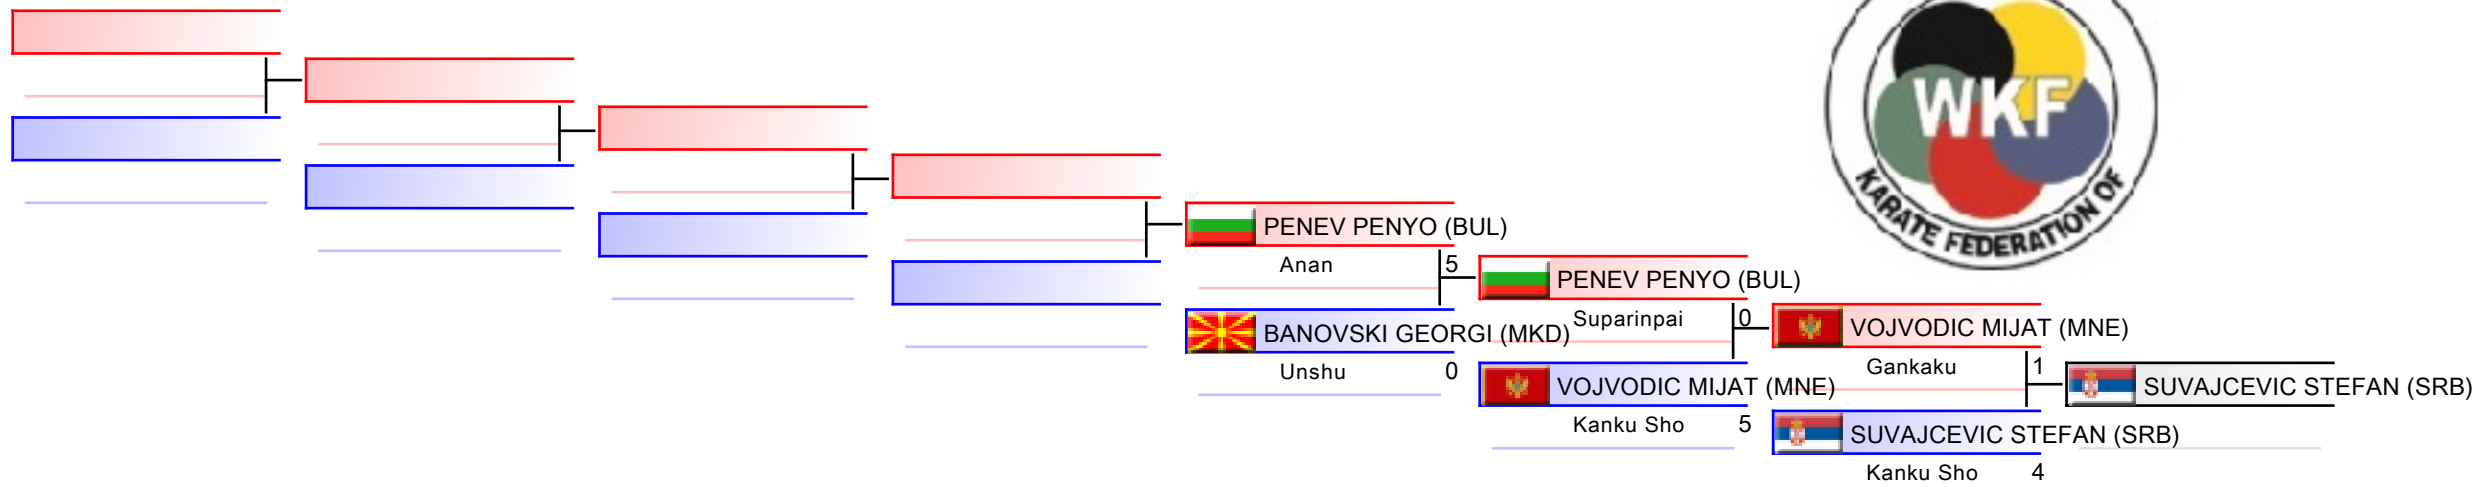 WKF
KARATE FEDERATION OF
PENEV PENYO (BUL)
Anan 5
BANOVSKI GEORGI (MKD)
Unshu 0
PENEV PENYO (BUL)
Suparinpai 0
VOJVODIC MIJAT (MNE)
Kanku Sho 5
VOJVODIC MIJAT (MNE)
Gankaku 1
SUVAJCEVIC STEFAN (SRB)
Kanku Sho 4
SUVAJCEVIC STEFAN (SRB)